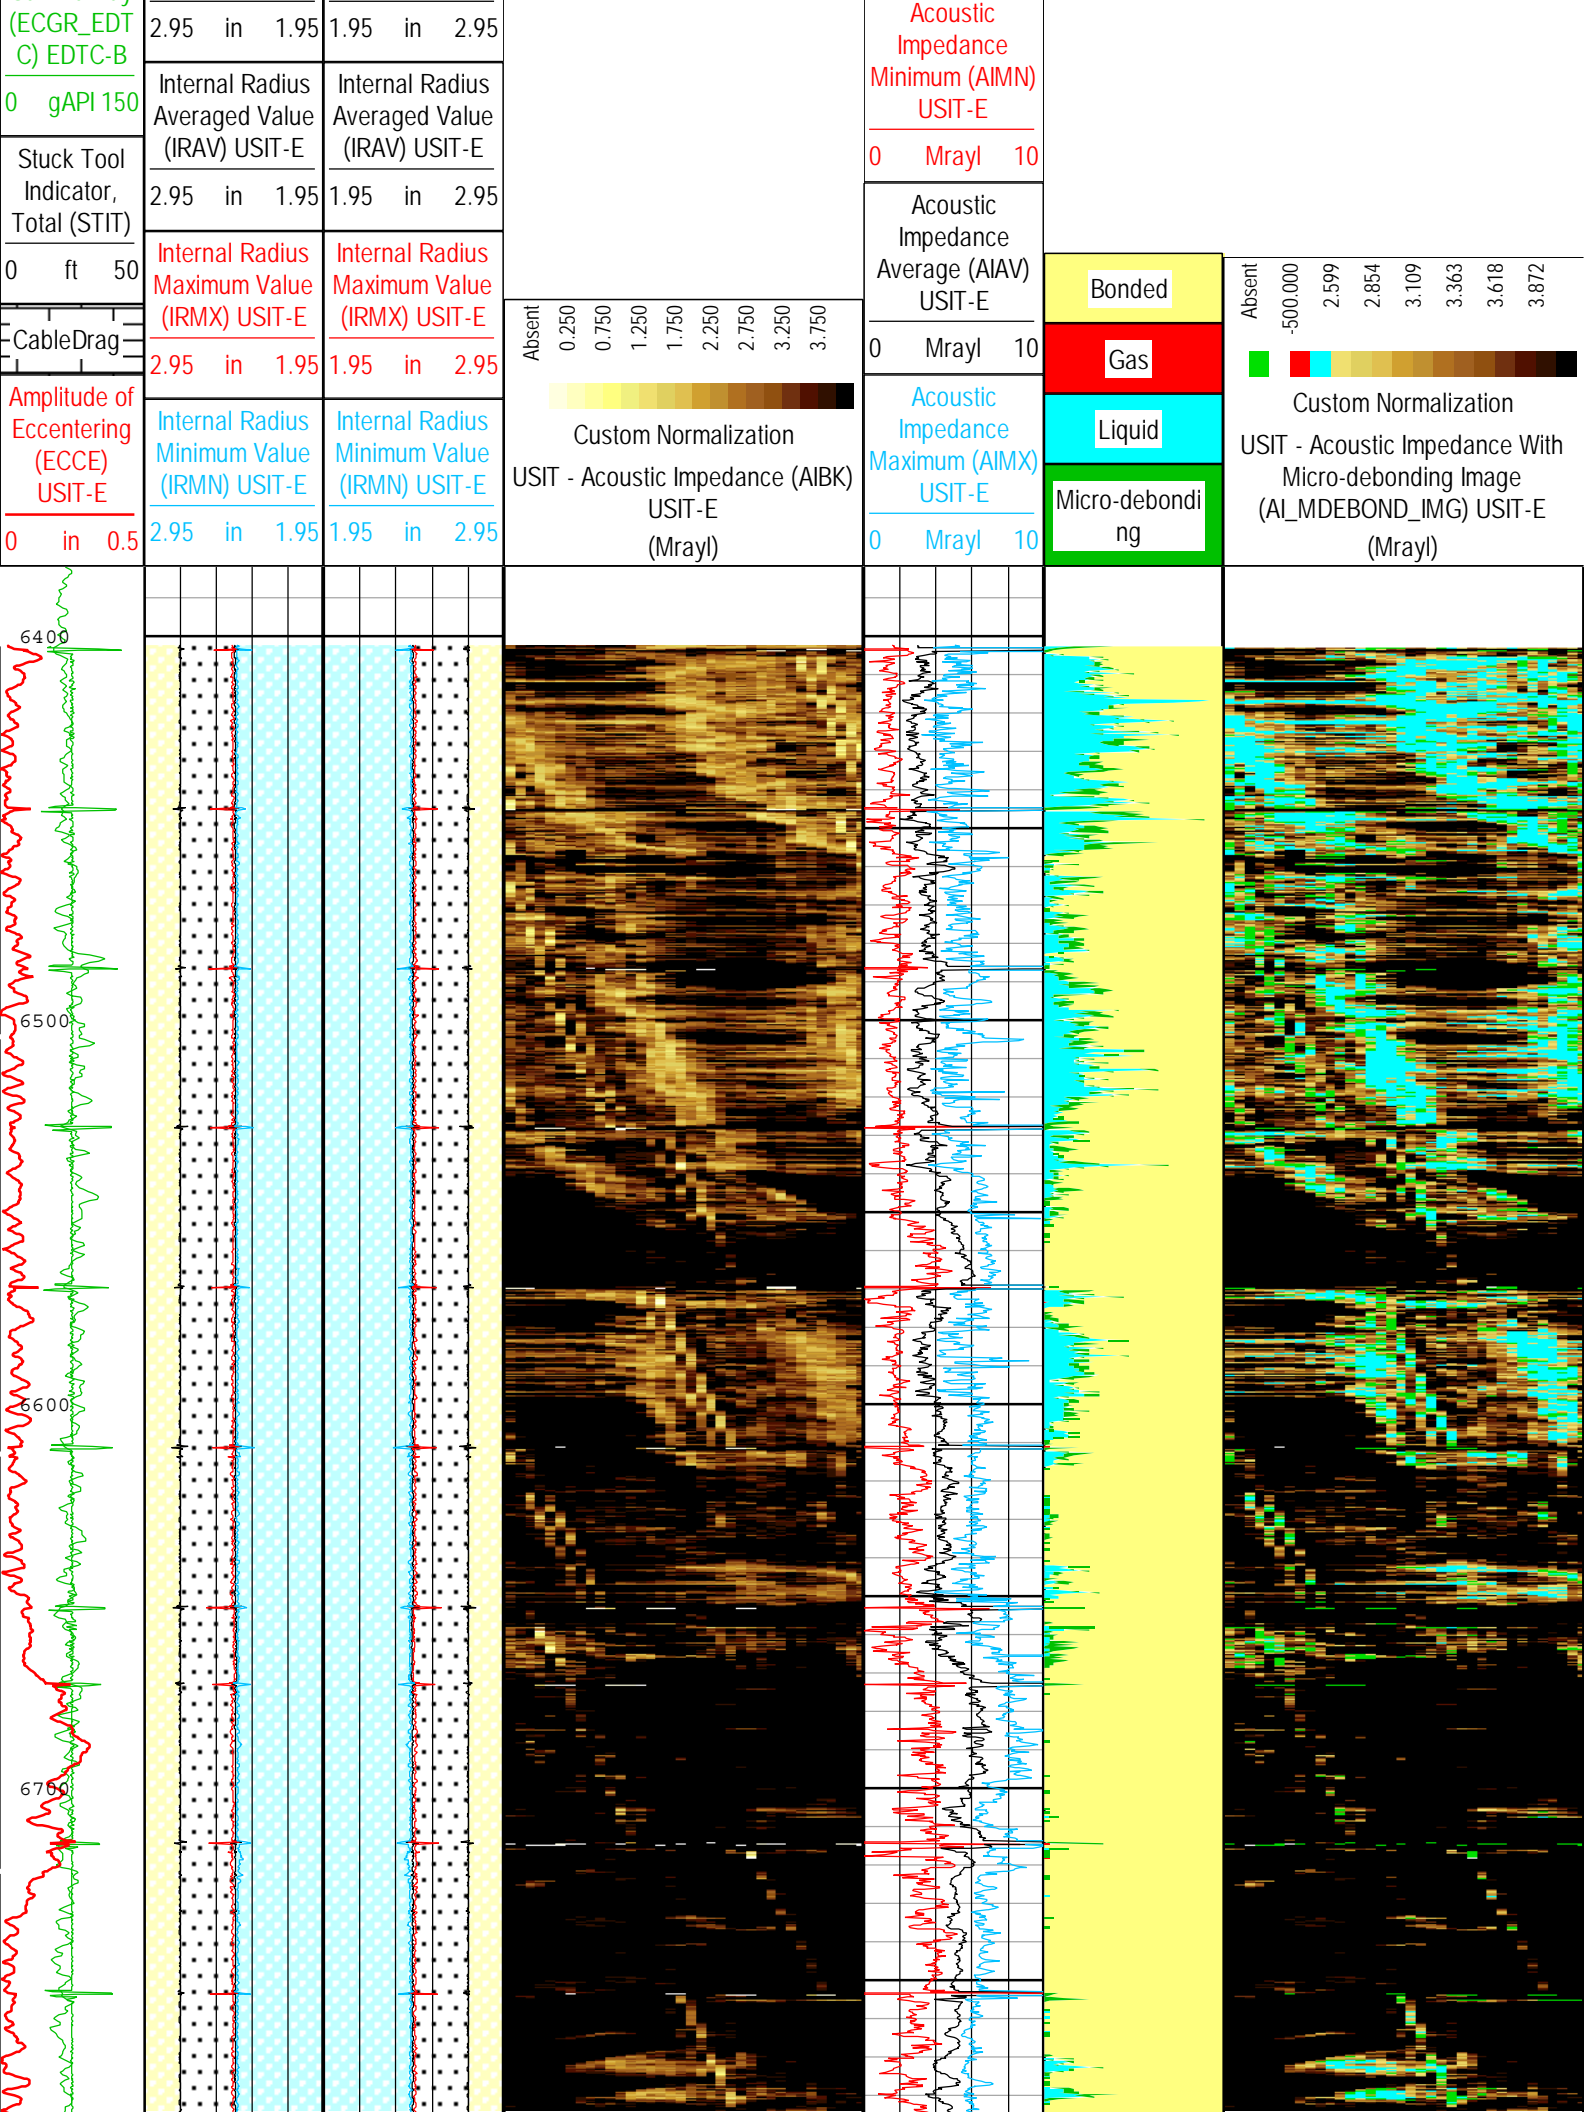 (ECGR_EDT
C) EDTC-B
0 gAPI 150
Stuck Tool
Indicator,
Total (STIT)
0 ft 50
CableDrag
Amplitude of
Eccentering
(ECCE)
USIT-E
0 in 0.5
2.95 in 1.95
Internal Radius
Averaged Value
(IRAV) USIT-E
2.95 in 1.95
Internal Radius
Maximum Value
(IRMX) USIT-E
2.95 in 1.95
Internal Radius
Minimum Value
(IRMN) USIT-E
2.95 in 1.95
1.95 in 2.95
Internal Radius
Averaged Value
(IRAV) USIT-E
1.95 in 2.95
Internal Radius
Maximum Value
(IRMX) USIT-E
1.95 in 2.95
Internal Radius
Minimum Value
(IRMN) USIT-E
1.95 in 2.95
Absent 0.250 0.750 1.250 1.750 2.250 2.750 3.250 3.750
Custom Normalization
USIT - Acoustic Impedance (AIBK)
USIT-E
(Mrayl)
Acoustic
Impedance
Minimum (AIMN)
USIT-E
0 Mrayl 10
Acoustic
Impedance
Average (AIAV)
USIT-E
0 Mrayl 10
Acoustic
Impedance
Maximum (AIMX)
USIT-E
0 Mrayl 10
Bonded
Gas
Liquid
Micro-debondi
ng
Absent -500.000 2.599 2.854 3.109 3.363 3.618 3.872
Custom Normalization
USIT - Acoustic Impedance With
Micro-debonding Image
(AI_MDEBOND_IMG) USIT-E
(Mrayl)
6400
6500
6600
6700